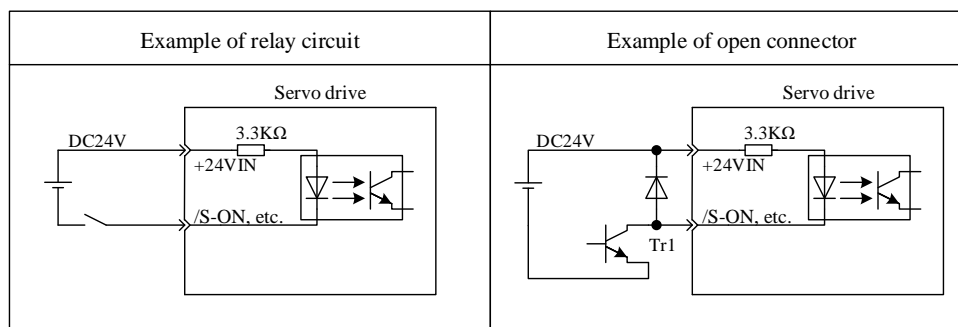 Example of relay circuit
Example of open connector
Servo drive
DC24V
3.3KΩ
+24VIN
/S-ON, etc.
Servo drive
DC24V
3.3KΩ
+24VIN
/S-ON, etc.
Tr1